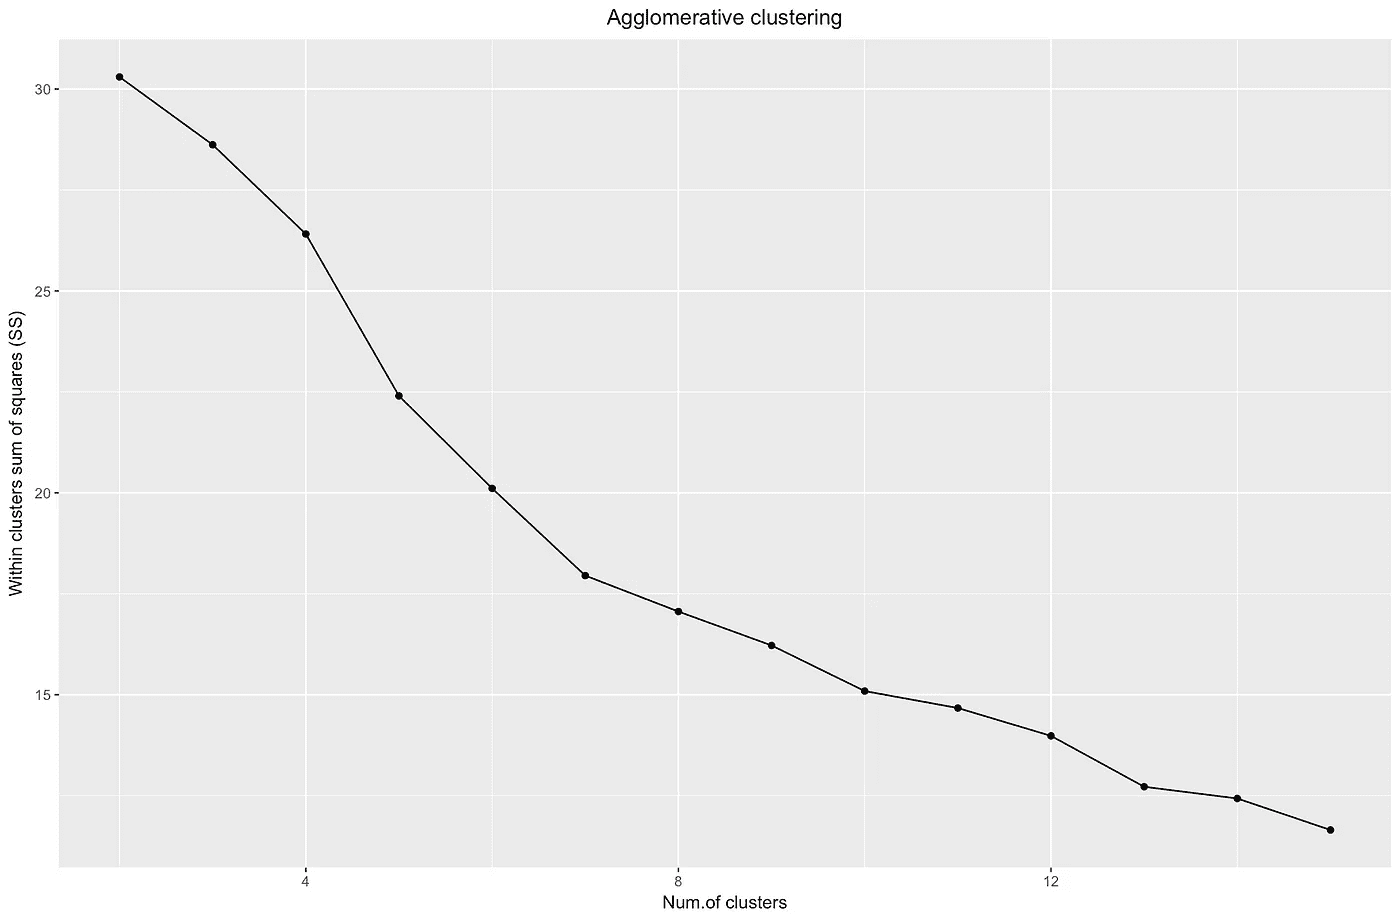 Agglomerative clustering
Within clusters sum of squares (SS)
30
25
20
15
4 8 12
Num.of clusters